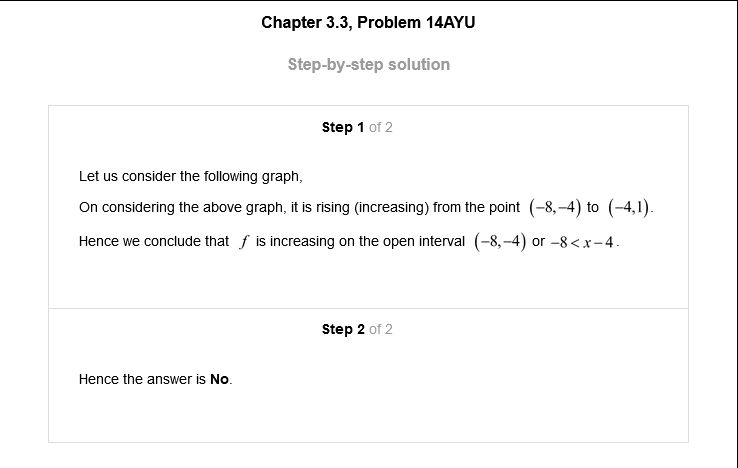 Chapter 3.3, Problem 14AYU
Step-by-step solution
Step 1 of 2
Let us consider the following graph,
On considering the above graph, it is rising (increasing) from the point (−8,−4) to (−4,1).
Hence we conclude that f is increasing on the open interval (−8,−4) or −8 < x − 4.
Step 2 of 2
Hence the answer is No.